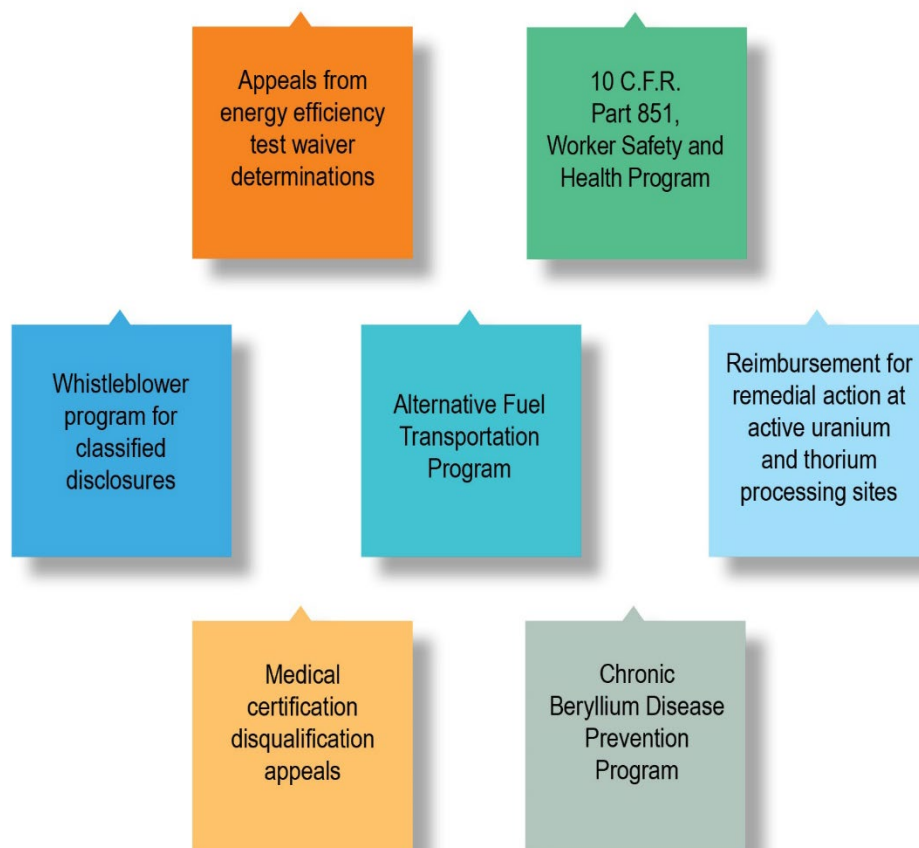 Appeals from
energy efficiency
test waiver
determinations
10 C.F.R.
Part 851,
Worker Safety and
Health Program
Whistleblower
program for
classified
disclosures
Alternative Fuel
Transportation
Program
Reimbursement for
remedial action at
active uranium
and thorium
processing sites
Medical
certification
disqualification
appeals
Chronic
Beryllium Disease
Prevention
Program